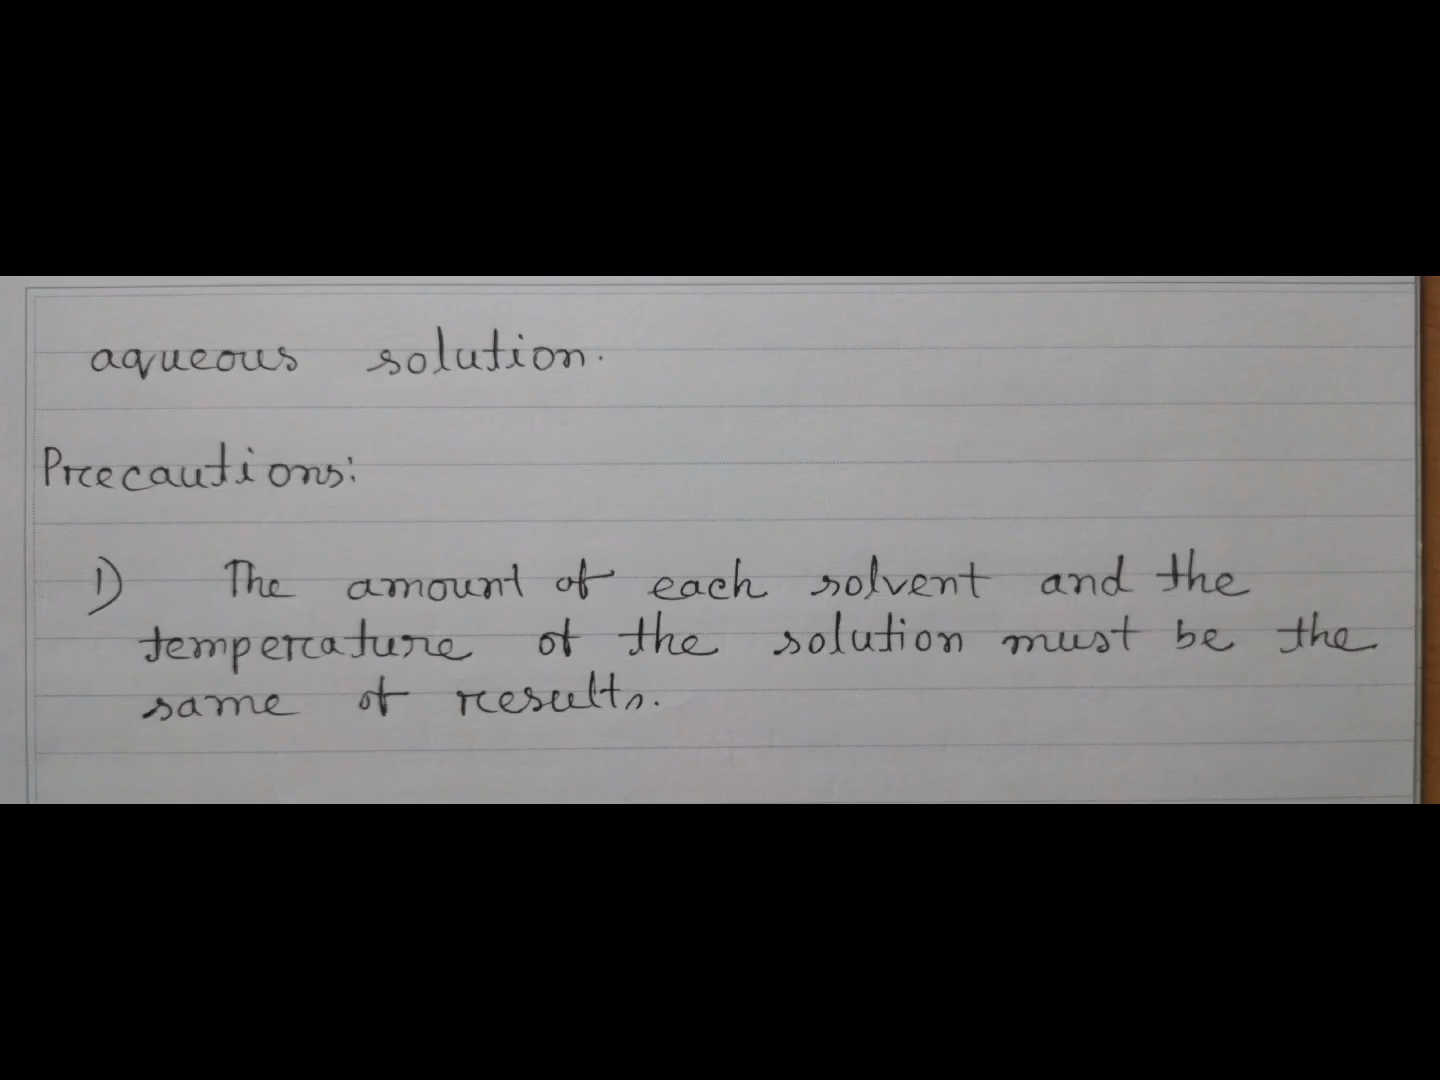 aqueous solution.
Precautions:
1) The amount of each solvent and the
temperature of the solution must be the
same of results.